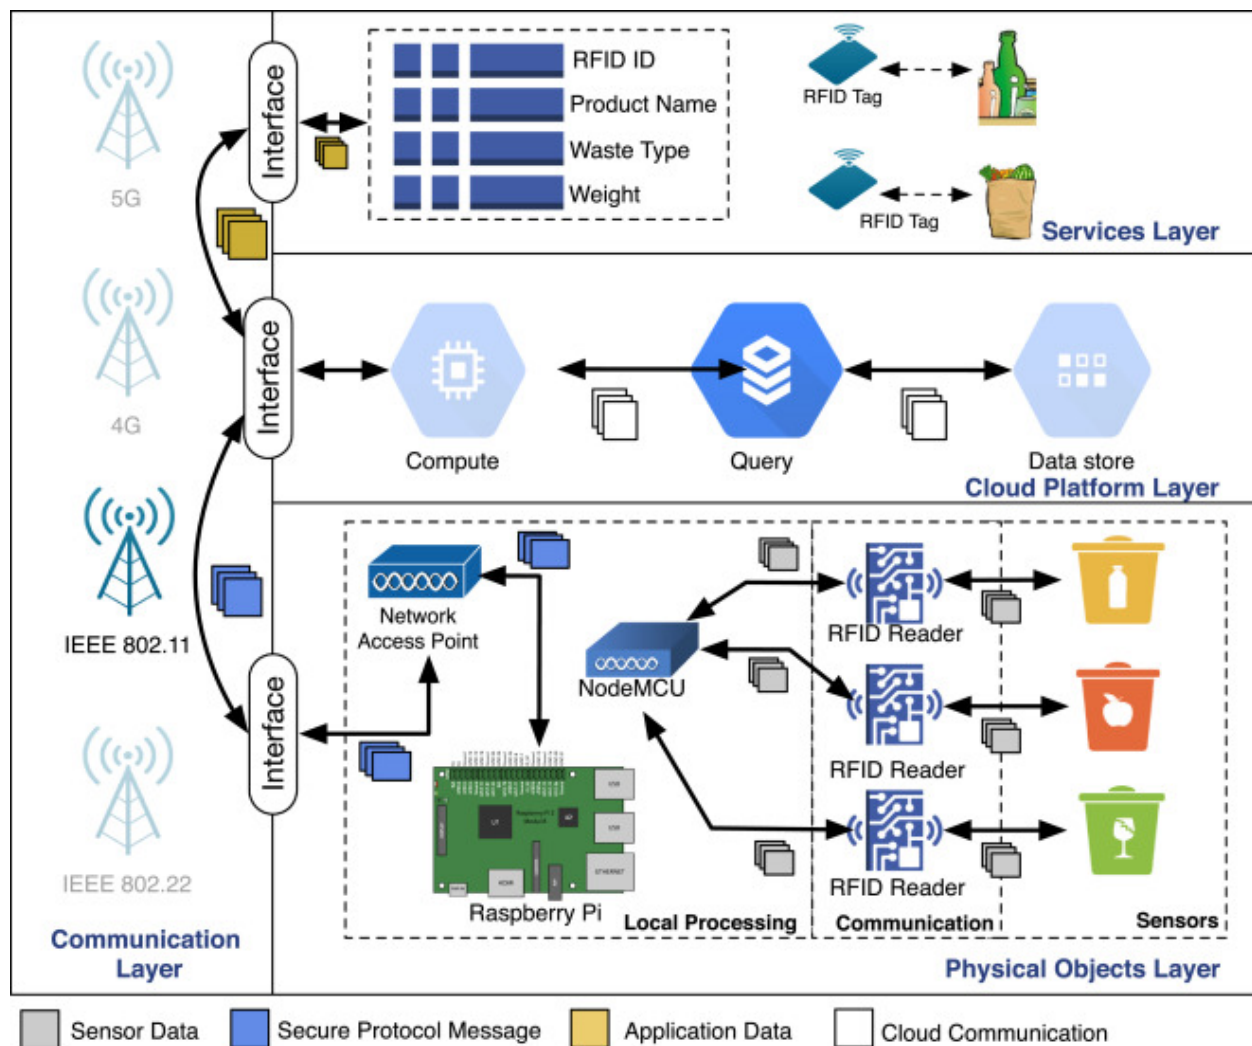 5G
4G
IEEE 802.11
IEEE 802.22
Communication
Layer
Interface
RFID ID
Product Name
Waste Type
Weight
RFID Tag
RFID Tag
Services Layer
Interface
Compute
Query
Data store
Cloud Platform Layer
Interface
Network
Access Point
NodeMCU
Raspberry Pi
Local Processing
RFID Reader
RFID Reader
RFID Reader
Communication
Sensors
Physical Objects Layer
Sensor Data
Secure Protocol Message
Application Data
Cloud Communication